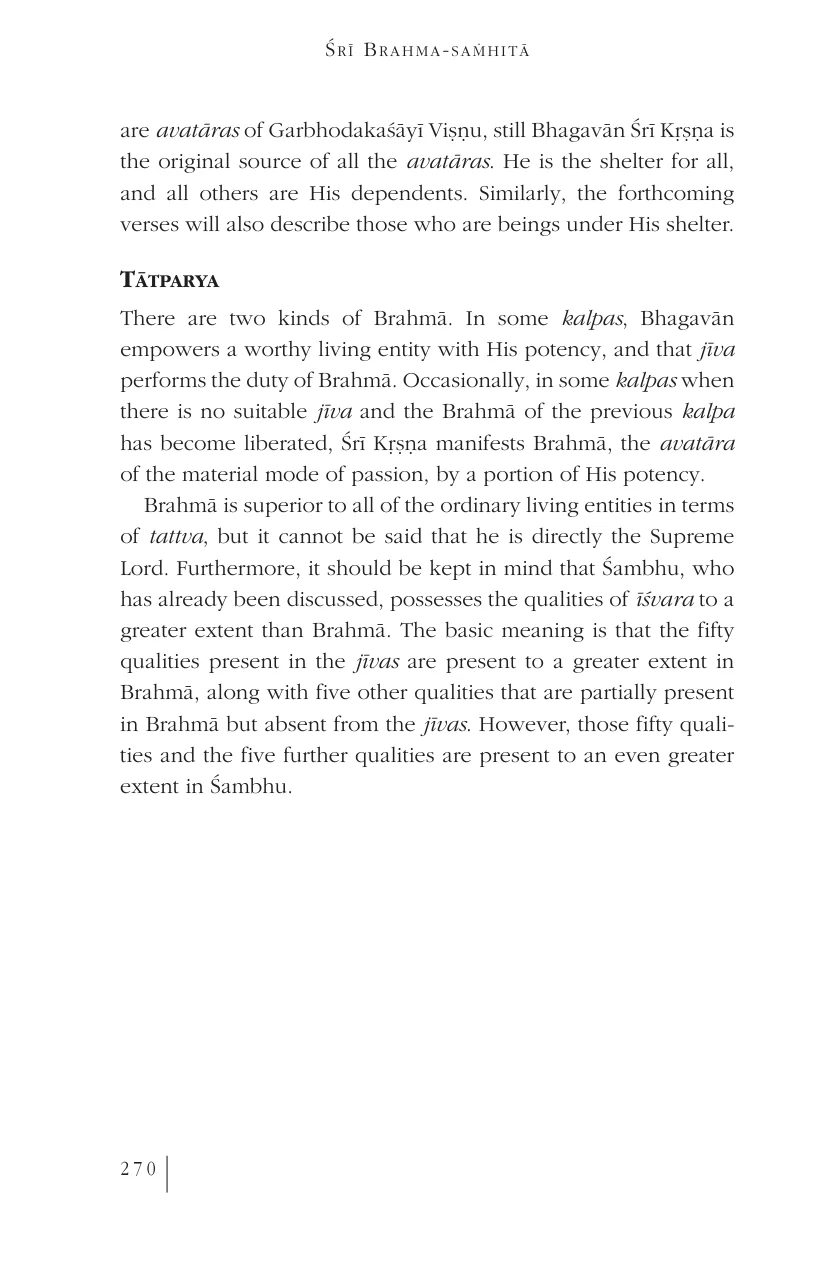 Śrī Brahma-saṁhitā
are avatāras of Garbhodakaśāyī Viṣṇu, still Bhagavān Śrī Kṛṣṇa is
the original source of all the avatāras. He is the shelter for all,
and all others are His dependents. Similarly, the forthcoming
verses will also describe those who are beings under His shelter.
Tātparya
There are two kinds of Brahmā. In some kalpas, Bhagavān
empowers a worthy living entity with His potency, and that jīva
performs the duty of Brahmā. Occasionally, in some kalpas when
there is no suitable jīva and the Brahmā of the previous kalpa
has become liberated, Śrī Kṛṣṇa manifests Brahmā, the avatāra
of the material mode of passion, by a portion of His potency.
Brahmā is superior to all of the ordinary living entities in terms
of tattva, but it cannot be said that he is directly the Supreme
Lord. Furthermore, it should be kept in mind that Śambhu, who
has already been discussed, possesses the qualities of īśvara to a
greater extent than Brahmā. The basic meaning is that the fifty
qualities present in the jīvas are present to a greater extent in
Brahmā, along with five other qualities that are partially present
in Brahmā but absent from the jīvas. However, those fifty quali-
ties and the five further qualities are present to an even greater
extent in Śambhu.
270